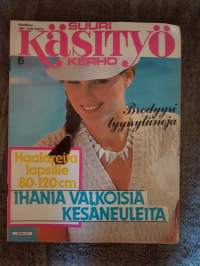 SUURI
KÄSITYÖ
KERHO
6
Brodyyri
tyynyliinoja
Haalareita
lapsille
80-120 cm
IHANIA VALKOISIA
KESÄNEULEITA